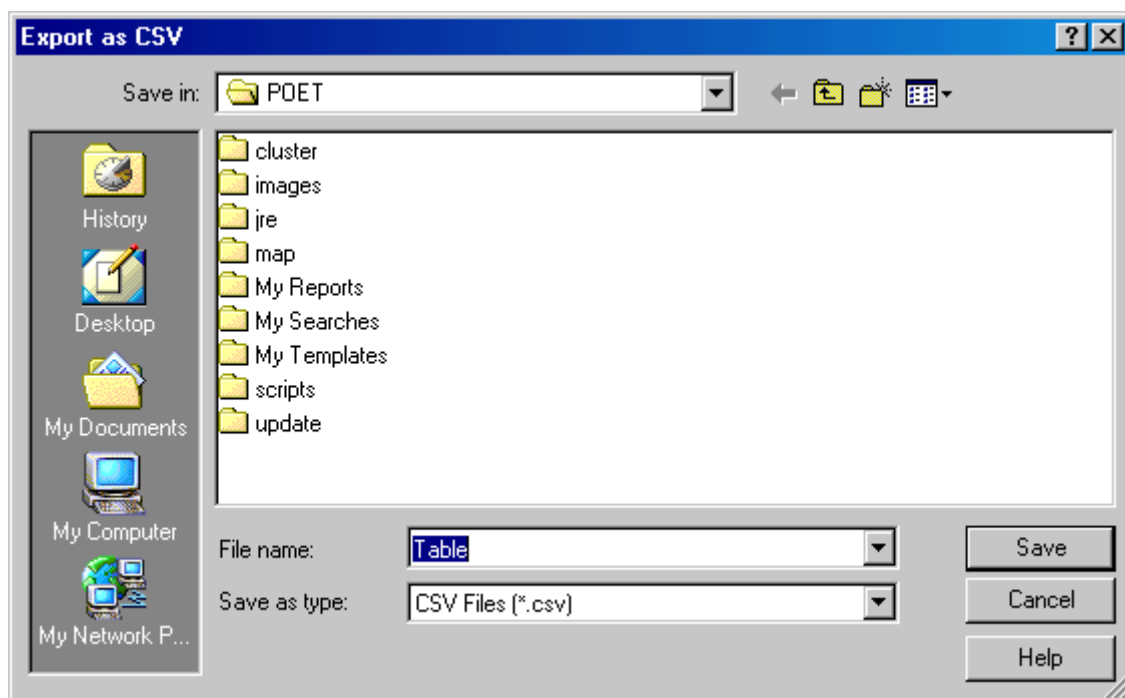 Export as CSV
Save in:
POET
History
Desktop
My Documents
My Computer
My Network P...
cluster
images
jre
map
My Reports
My Searches
My Templates
scripts
update
File name:
Table
Save
Save as type:
CSV Files (*.csv)
Cancel
Help